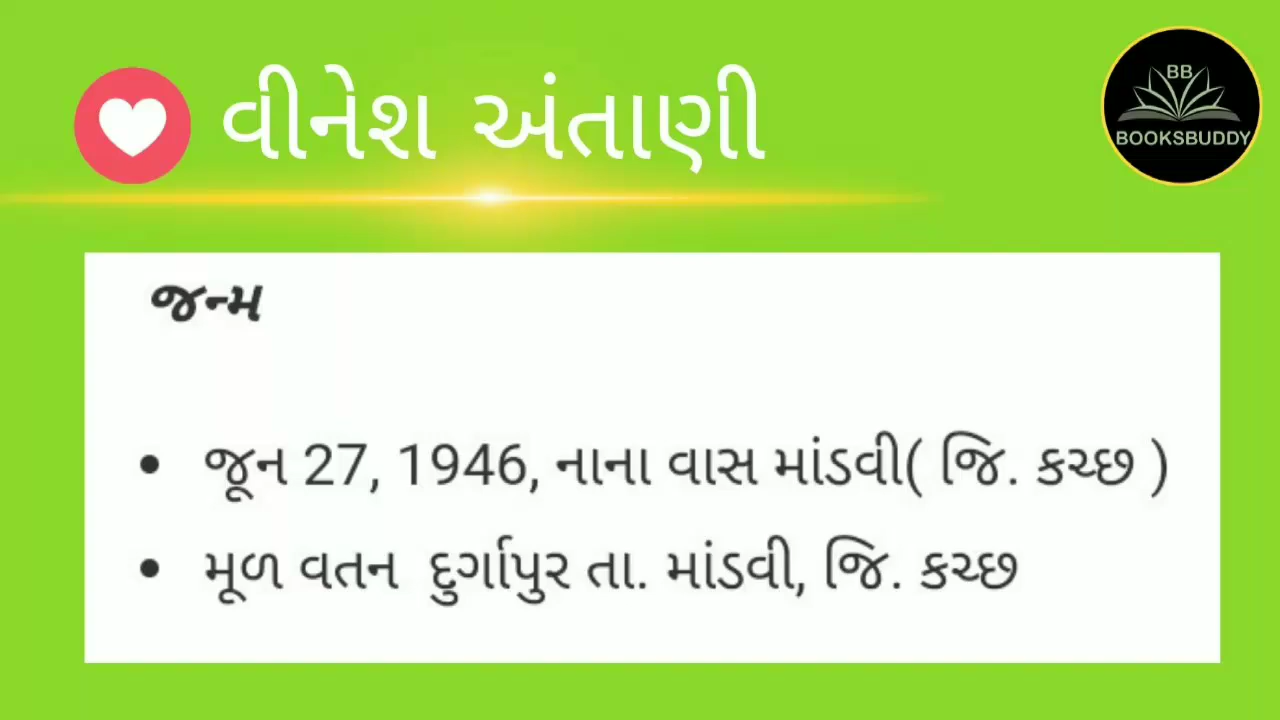 વીનેશ અંતાણી
BB
BOOKSBUDDY
જન્મ
• જૂન 27, 1946, નાના વાસ માંડવી( જિ. કચ્છ )
• મૂળ વતન દુર્ગાપુર તા. માંડવી, જિ. કચ્છ